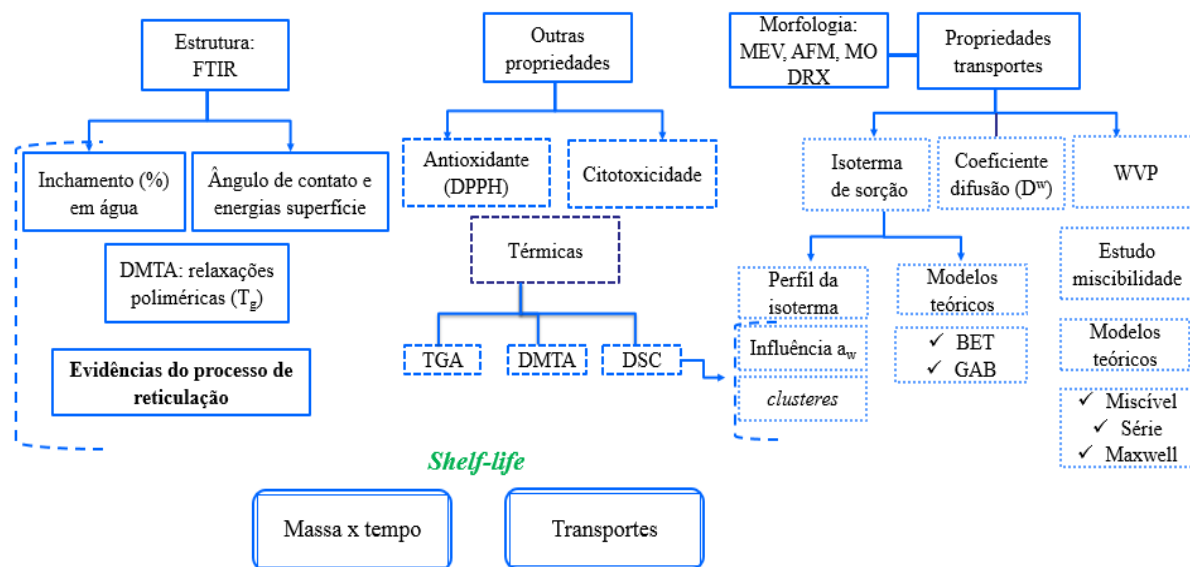 Estrutura:
FTIR
Inchamento (%)
em água
Ângulo de contato e
energias superfície
DMTA: relaxações
poliméricas (Tg)
Evidências do processo de
reticulação
Outras
propriedades
Antioxidante
(DPPH)
Citotoxicidade
Térmicas
TGA
DMTA
DSC
Morfologia:
MEV, AFM, MO
DRX
Propriedades
transportes
Isoterma
de sorção
Coeficiente
difusão (Dʷ)
WVP
Perfil da
isoterma
Influência aw
clusteres
Modelos
teóricos
✓ BET
✓ GAB
Estudo
miscibilidade
Modelos
teóricos
✓ Miscível
✓ Série
✓ Maxwell
Shelf-life
Massa x tempo
Transportes